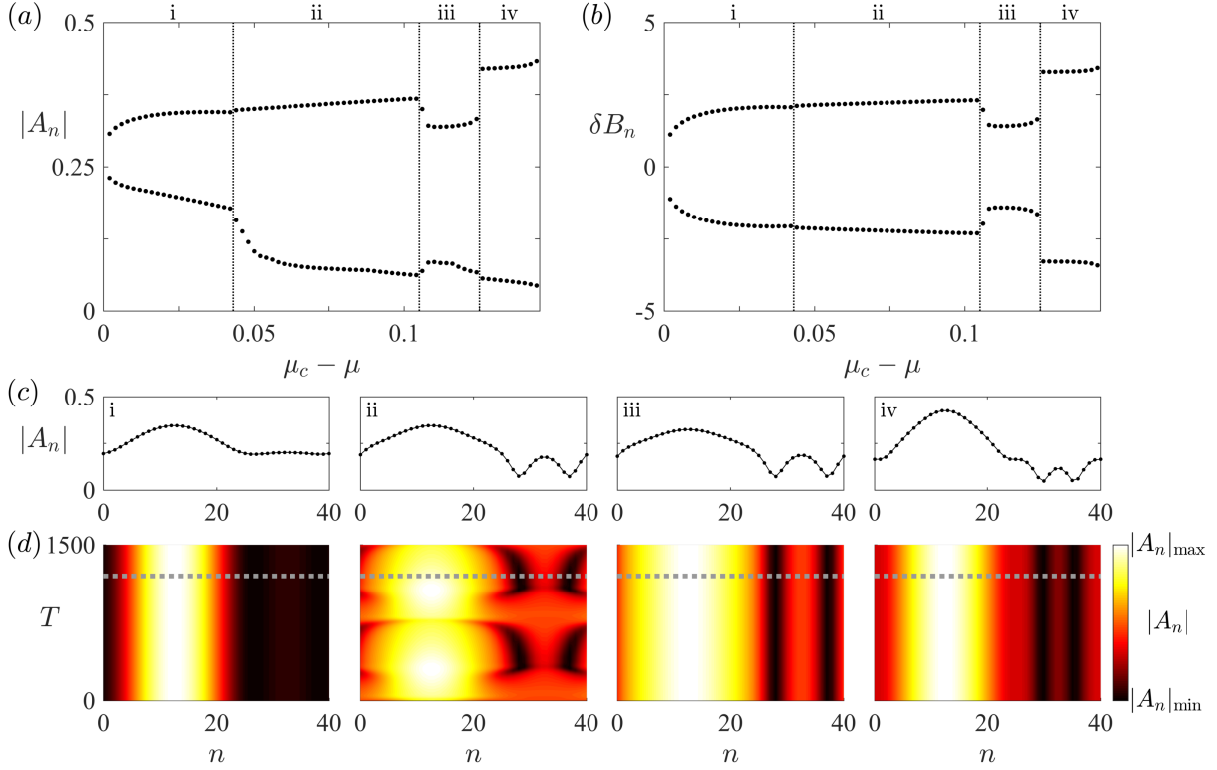 (a) (b)
i ii iii iv i ii iii iv
0.5 5
|A_n| δB_n
0.25 0
0 -5
0 0.05 0.1 0 0.05 0.1
μ_c − μ μ_c − μ
(c)
0.5
|A_n|
0
i ii iii iv
0 20 40 0 20 40 0 20 40 0 20 40
(d)
1500
T
0
|A_n|_max
|A_n|
|A_n|_min
0 20 40 0 20 40 0 20 40 0 20 40
n n n n